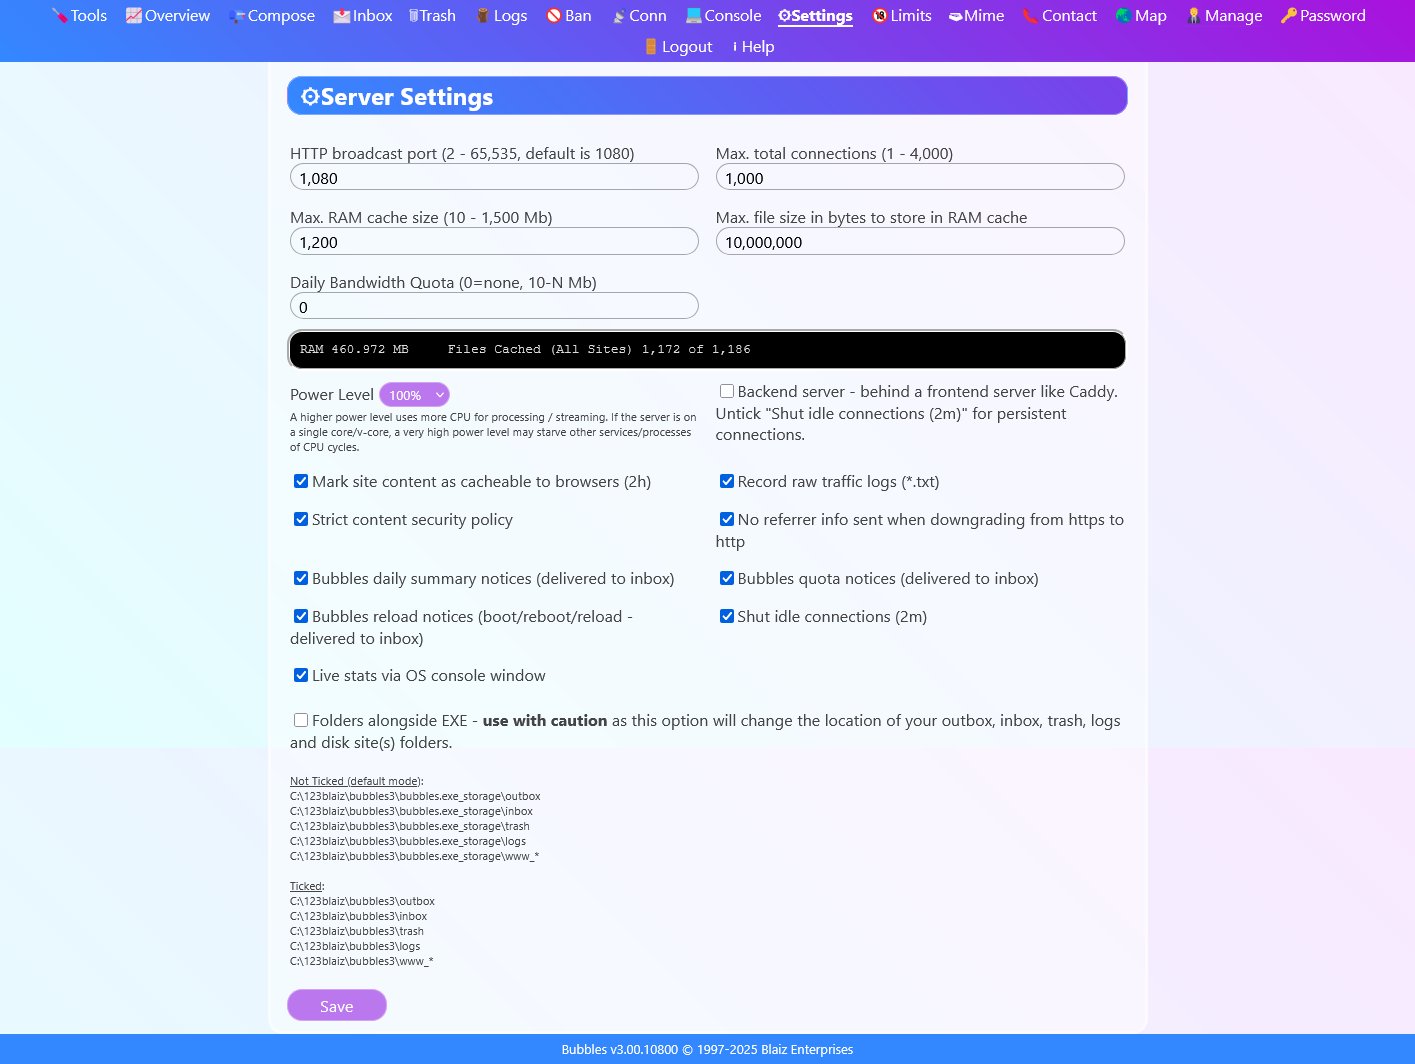 Tools Overview Compose Inbox Trash Logs Ban Conn Console Settings Limits Mime Contact Map Manage Password
Logout Help
Server Settings
HTTP broadcast port (2 - 65,535, default is 1080)
1,080
Max. total connections (1 - 4,000)
1,000
Max. RAM cache size (10 - 1,500 Mb)
1,200
Max. file size in bytes to store in RAM cache
10,000,000
Daily Bandwidth Quota (0=none, 10-N Mb)
0
RAM 460.972 MB Files Cached (All Sites) 1,172 of 1,186
Power Level 100%
A higher power level uses more CPU for processing / streaming. If the server is on
a single core/v-core, a very high power level may starve other services/processes
of CPU cycles.
Backend server - behind a frontend server like Caddy.
Untick "Shut idle connections (2m)" for persistent
connections.
Mark site content as cacheable to browsers (2h)
Record raw traffic logs (*.txt)
Strict content security policy
No referrer info sent when downgrading from https to
http
Bubbles daily summary notices (delivered to inbox)
Bubbles quota notices (delivered to inbox)
Bubbles reload notices (boot/reboot/reload -
delivered to inbox)
Shut idle connections (2m)
Live stats via OS console window
Folders alongside EXE - use with caution as this option will change the location of your outbox, inbox, trash, logs
and disk site(s) folders.
Not Ticked (default mode):
C:\123blaiz\bubbles3\bubbles.exe_storage\outbox
C:\123blaiz\bubbles3\bubbles.exe_storage\inbox
C:\123blaiz\bubbles3\bubbles.exe_storage\trash
C:\123blaiz\bubbles3\bubbles.exe_storage\logs
C:\123blaiz\bubbles3\bubbles.exe_storage\www_*
Ticked:
C:\123blaiz\bubbles3\outbox
C:\123blaiz\bubbles3\inbox
C:\123blaiz\bubbles3\trash
C:\123blaiz\bubbles3\logs
C:\123blaiz\bubbles3\www_*
Save
Bubbles v3.00.10800 © 1997-2025 Blaiz Enterprises